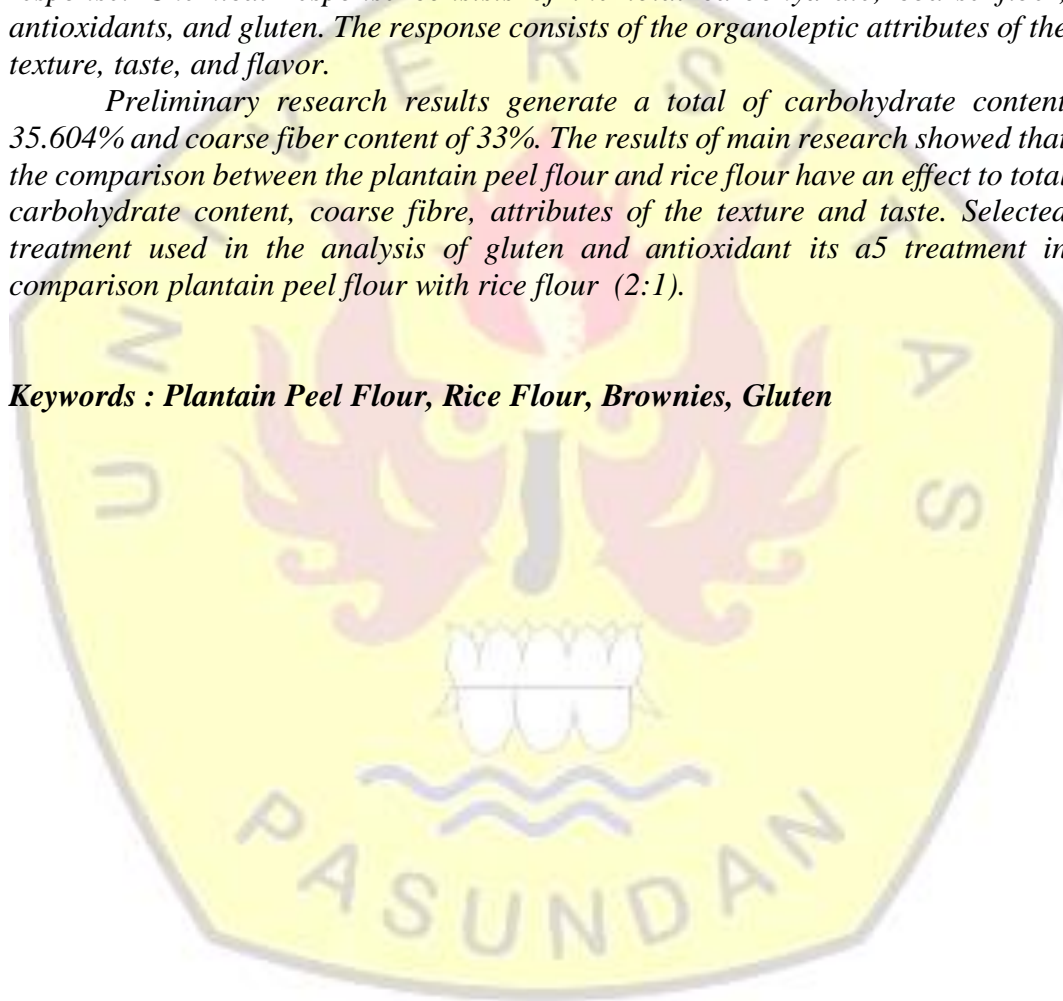 antioxidants, and gluten. The response consists of the organoleptic attributes of the
texture, taste, and flavor.
Preliminary research results generate a total of carbohydrate content
35.604% and coarse fiber content of 33%. The results of main research showed that
the comparison between the plantain peel flour and rice flour have an effect to total
carbohydrate content, coarse fibre, attributes of the texture and taste. Selected
treatment used in the analysis of gluten and antioxidant its a5 treatment in
comparison plantain peel flour with rice flour (2:1).
Keywords : Plantain Peel Flour, Rice Flour, Brownies, Gluten
UNIVERSITAS
PASUNDAN